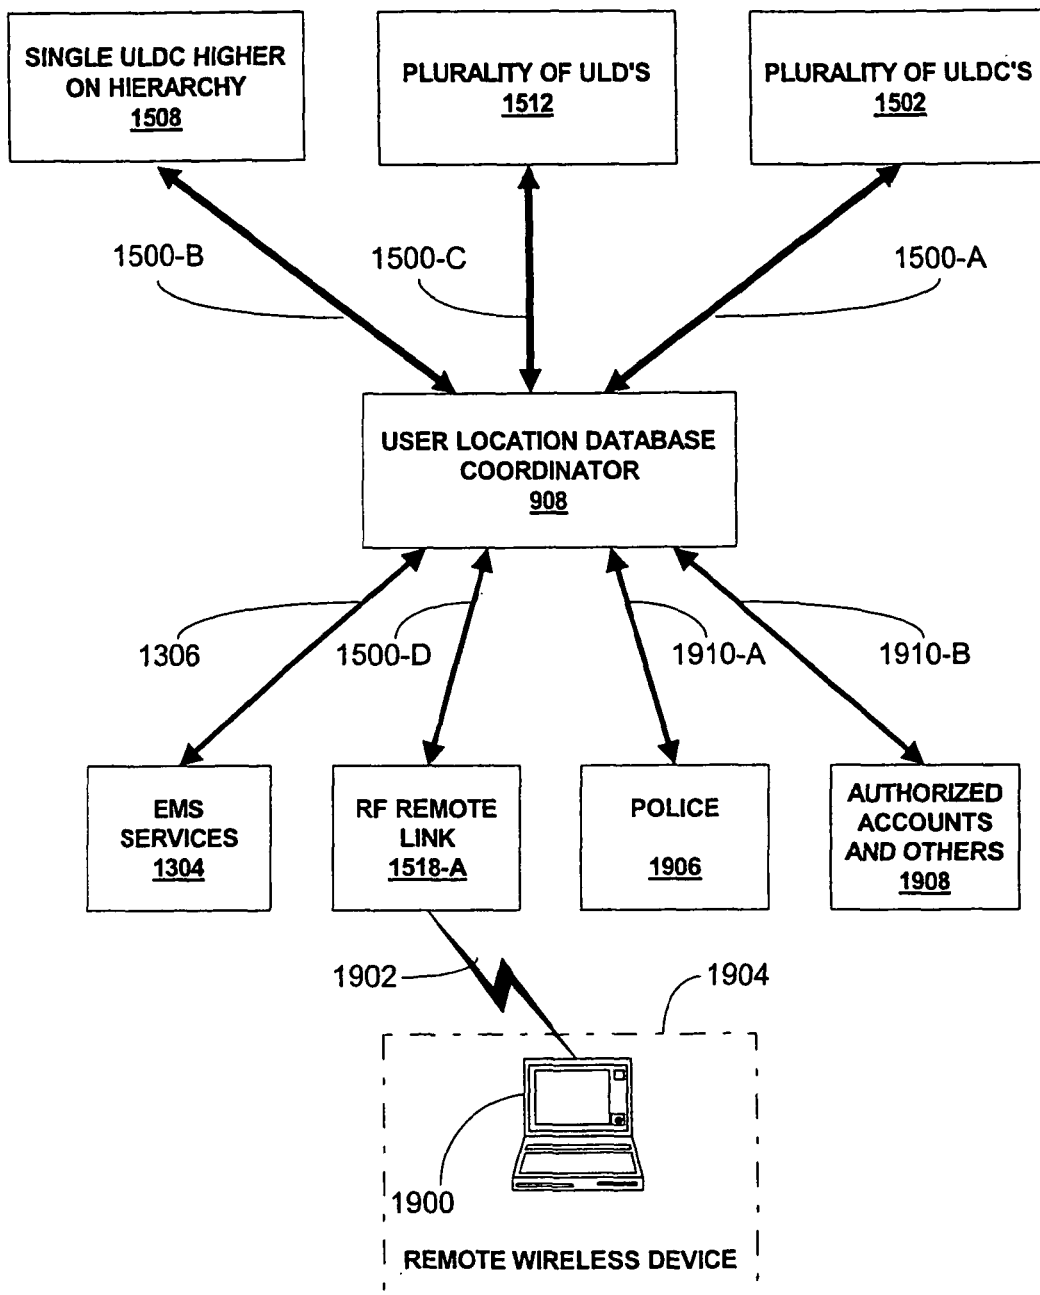 SINGLE ULDC HIGHER
ON HIERARCHY
1508
PLURALITY OF ULD'S
1512
PLURALITY OF ULDC'S
1502
1500-B
1500-C
1500-A
USER LOCATION DATABASE
COORDINATOR
908
1306
1500-D
1910-A
1910-B
EMS
SERVICES
1304
RF REMOTE
LINK
1518-A
POLICE
1906
AUTHORIZED
ACCOUNTS
AND OTHERS
1908
1902
1904
1900
REMOTE WIRELESS DEVICE